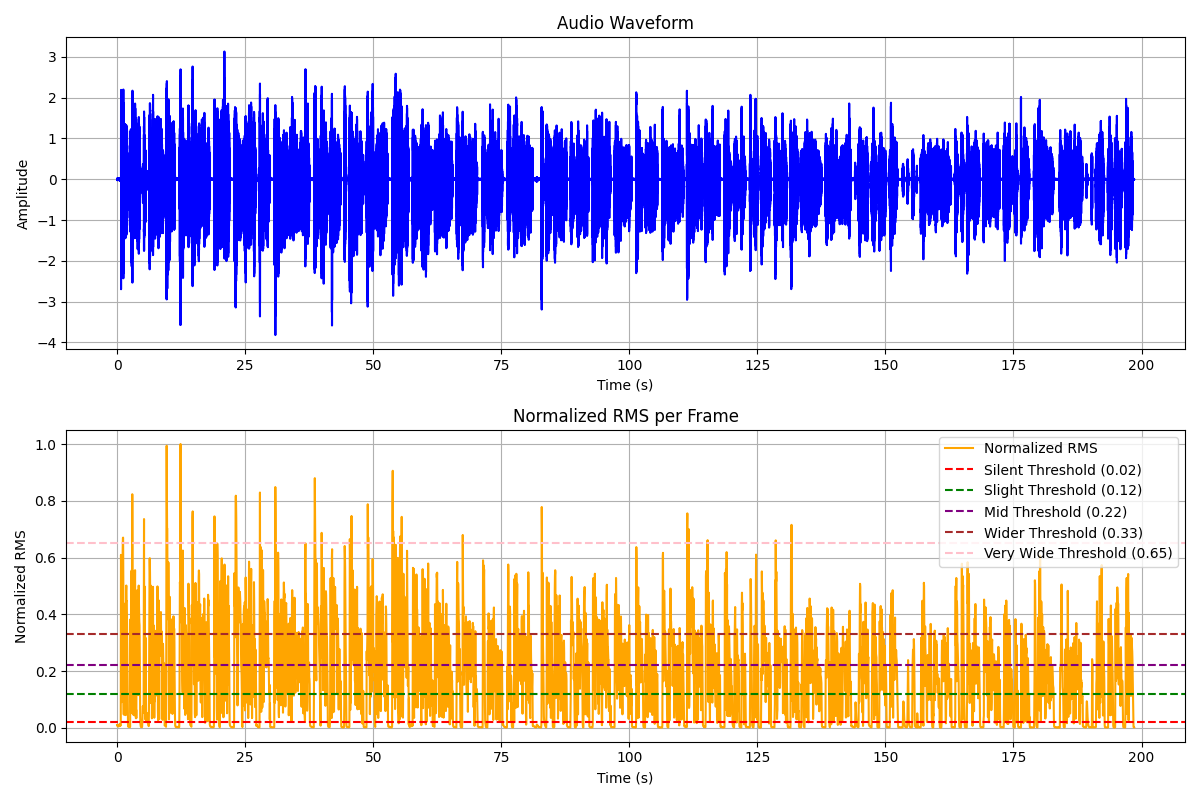 Audio Waveform
3
2
1
0
−1
−2
−3
−4
Amplitude
0 25 50 75 100 125 150 175 200
Time (s)
Normalized RMS per Frame
1.0
0.8
0.6
0.4
0.2
0.0
Normalized RMS
Normalized RMS
Silent Threshold (0.02)
Slight Threshold (0.12)
Mid Threshold (0.22)
Wider Threshold (0.33)
Very Wide Threshold (0.65)
0 25 50 75 100 125 150 175 200
Time (s)